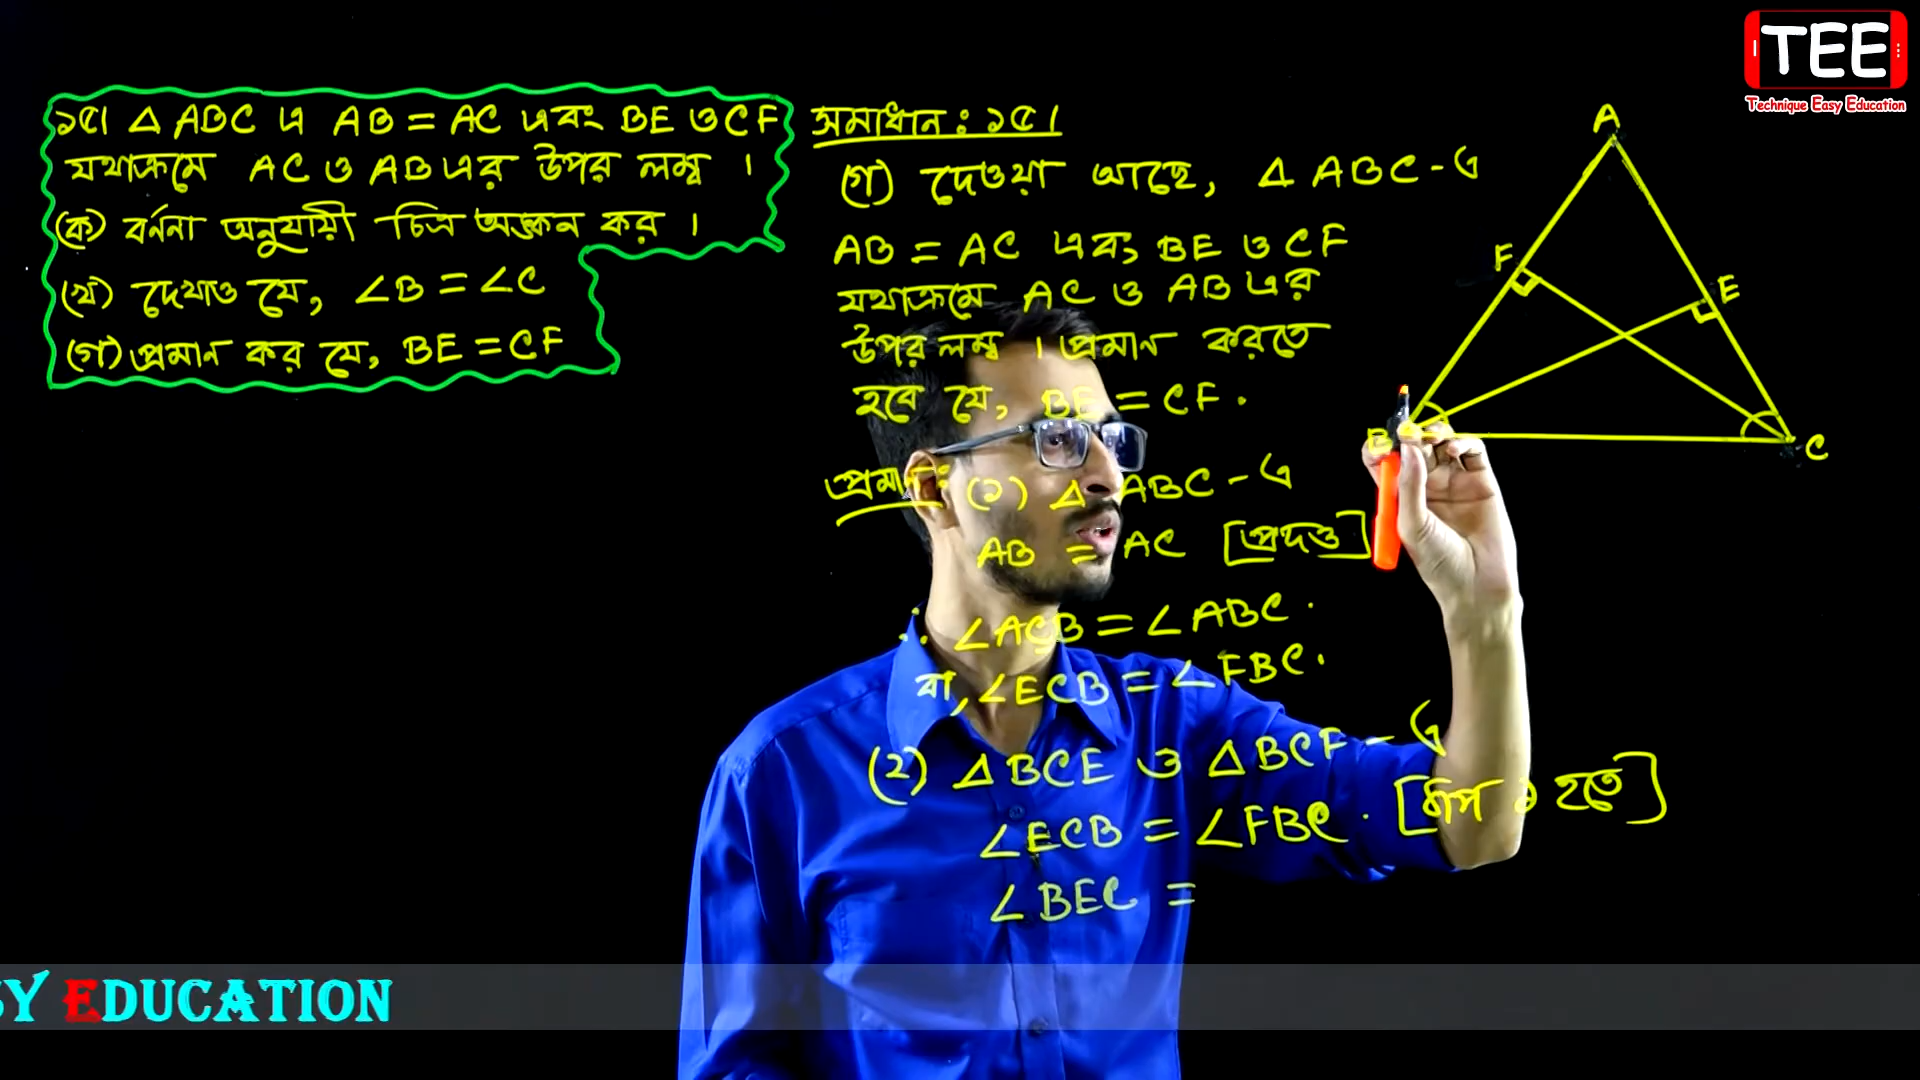 ১৫। △ ABC এ AB = AC এবং BE ও CF
যথাক্রমে AC ও AB এর উপর লম্ব ।
(ক) বর্ননা অনুযায়ী চিত্র অঙ্কন কর ।
(খ) দেখাও যে, ∠B = ∠C
(গ) প্রমান কর যে, BE = CF
সমাধান : ১৫।
(গ) দেওয়া আছে, △ ABC - এ
AB = AC এবং BE ও CF
যথাক্রমে AC ও AB এর
উপর লম্ব । প্রমান করতে
হবে যে, BE = CF .
প্রমান : (১) △ ABC - এ
AB = AC [প্রদত্ত]
∴ ∠ACB = ∠ABC .
বা, ∠ECB = ∠FBC .
(২) △BCE ও △BCF - এ
∠ECB = ∠FBC . [ধাপ ১ হতে]
∠BEC =
A
F
E
B
C
TEE
Technique Easy Education
SY EDUCATION